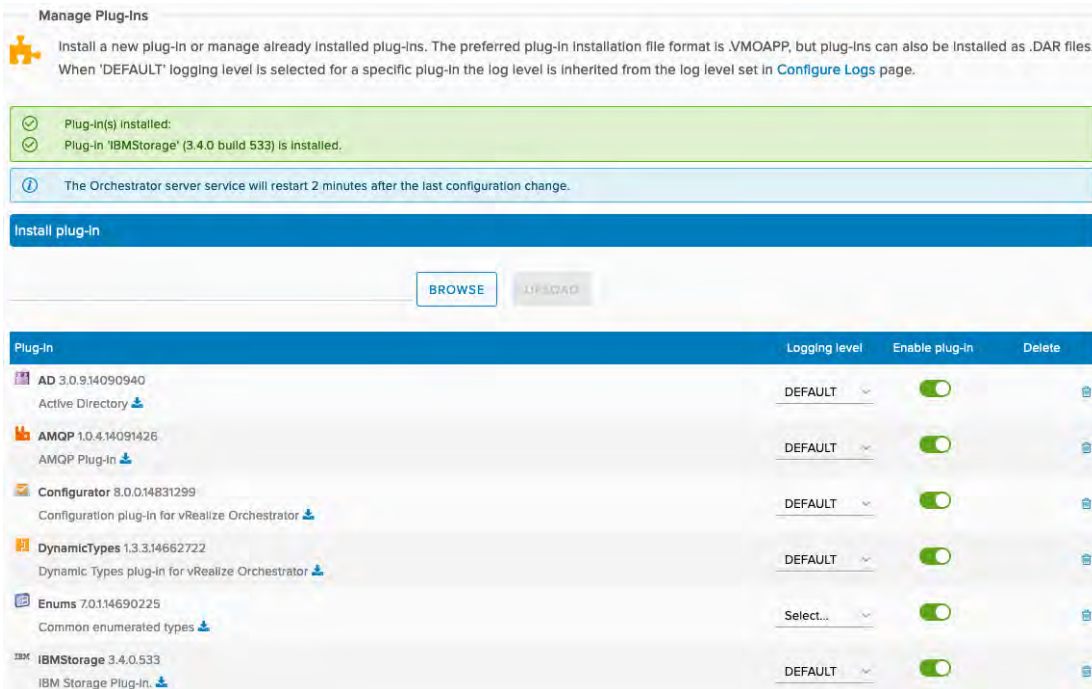 Manage Plug-Ins
Install a new plug-in or manage already installed plug-ins. The preferred plug-in installation file format is .VMOAPP, but plug-ins can also be installed as .DAR files.
When 'DEFAULT' logging level is selected for a specific plug-in the log level is inherited from the log level set in Configure Logs page.
Plug-in(s) installed:
Plug-in 'IBMStorage' (3.4.0 build 533) is installed.
The Orchestrator server service will restart 2 minutes after the last configuration change.
Install plug-in
BROWSE UPLOAD
Plug-in Logging level Enable plug-in Delete
AD 3.0.9.14090940
Active Directory
DEFAULT
AMQP 1.0.4.14091426
AMQP Plug-in
DEFAULT
Configurator 8.0.0.14831299
Configuration plug-in for vRealize Orchestrator
DEFAULT
DynamicTypes 1.3.3.14662722
Dynamic Types plug-in for vRealize Orchestrator
DEFAULT
Enums 7.0.1.14690225
Common enumerated types
Select...
IBM IBMStorage 3.4.0.533
IBM Storage Plug-in.
DEFAULT